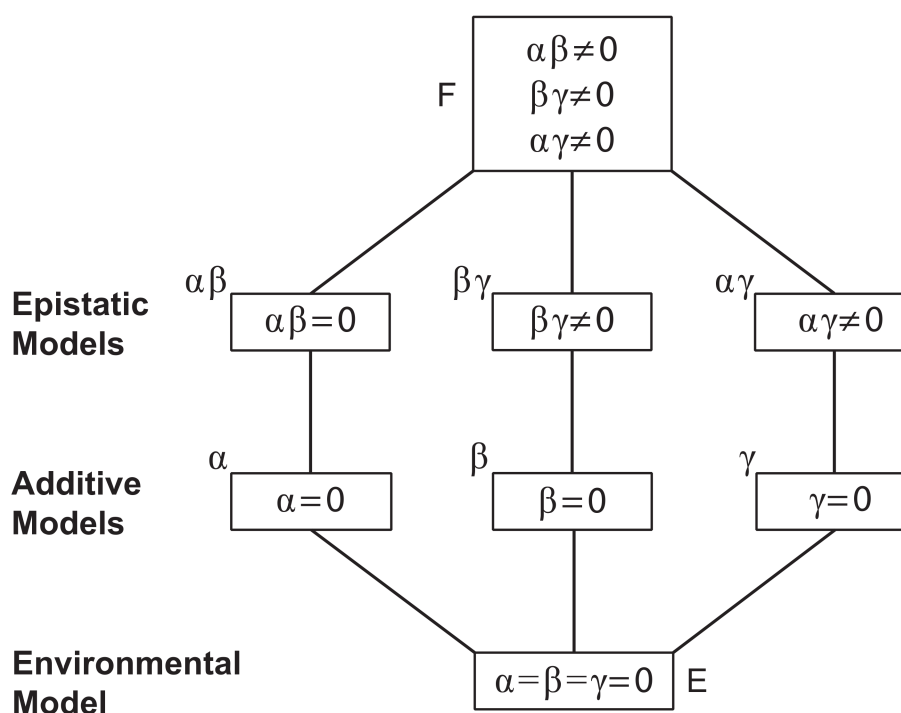 αβ≠0
F
βγ≠0
αγ≠0
αβ
βγ
αγ
Epistatic
Models
αβ=0
βγ≠0
αγ≠0
α
β
γ
Additive
Models
α=0
β=0
γ=0
Environmental
Model
α=β=γ=0
E